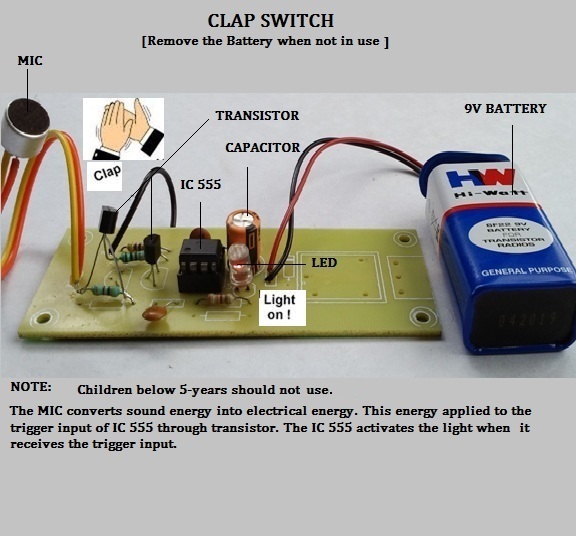 CLAP SWITCH
[Remove the Battery when not in use ]
MIC
TRANSISTOR
9V BATTERY
CAPACITOR
Clap
IC 555
HW
Hi-Watt
6F22 9V
BATTERY
FOR
TRANSISTOR
RADIOS
GENERAL PURPOSE
LED
Light
on !
NOTE: Children below 5-years should not use.
The MIC converts sound energy into electrical energy. This energy applied to the
trigger input of IC 555 through transistor. The IC 555 activates the light when it
receives the trigger input.